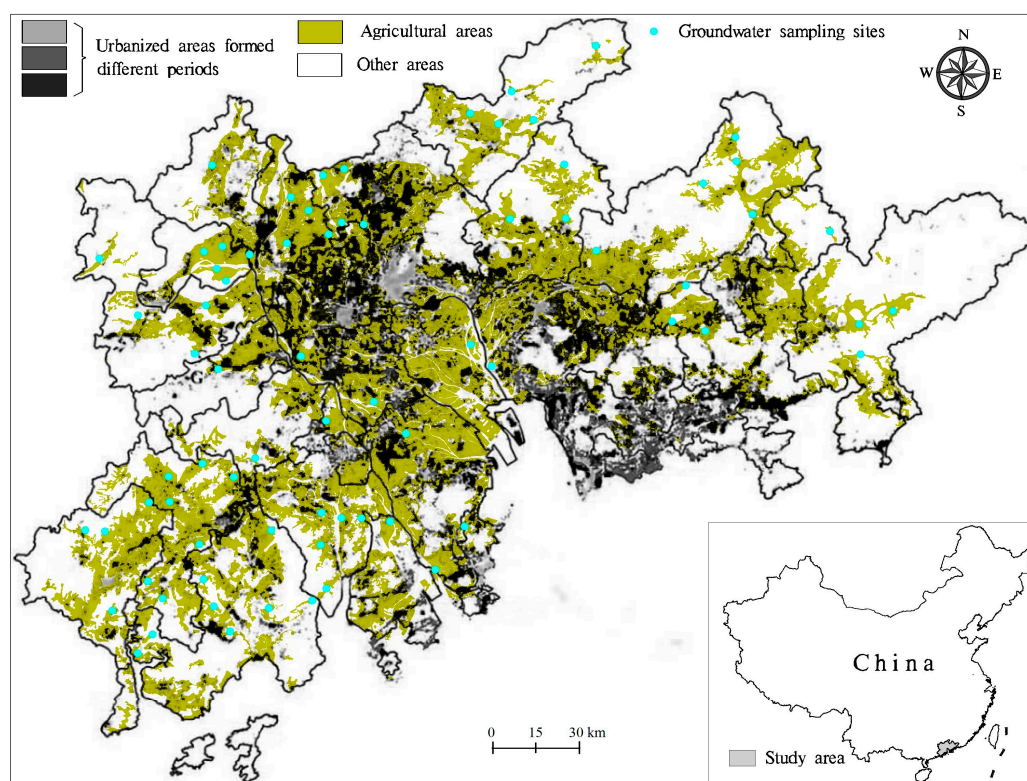 Urbanized areas formed
different periods
Agricultural areas
Other areas
Groundwater sampling sites
N
W E
S
0 15 30 km
China
Study area